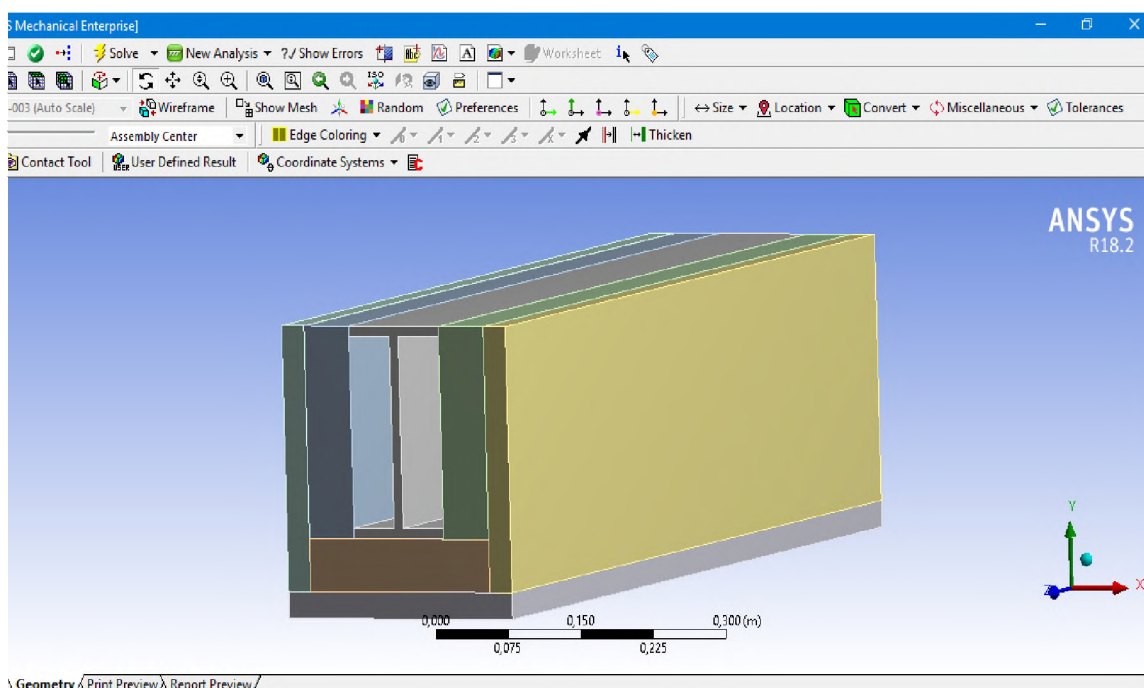 S Mechanical Enterprise]
Solve New Analysis ?/ Show Errors A Worksheet
ISO
-003 (Auto Scale) Wireframe Show Mesh Random Preferences Size Location Convert Miscellaneous Tolerances
Assembly Center Edge Coloring Thicken
Contact Tool User Defined Result Coordinate Systems
ANSYS
R18.2
Y
X
Z
0,000 0,150 0,300 (m)
0,075 0,225
Geometry Print Preview Report Preview